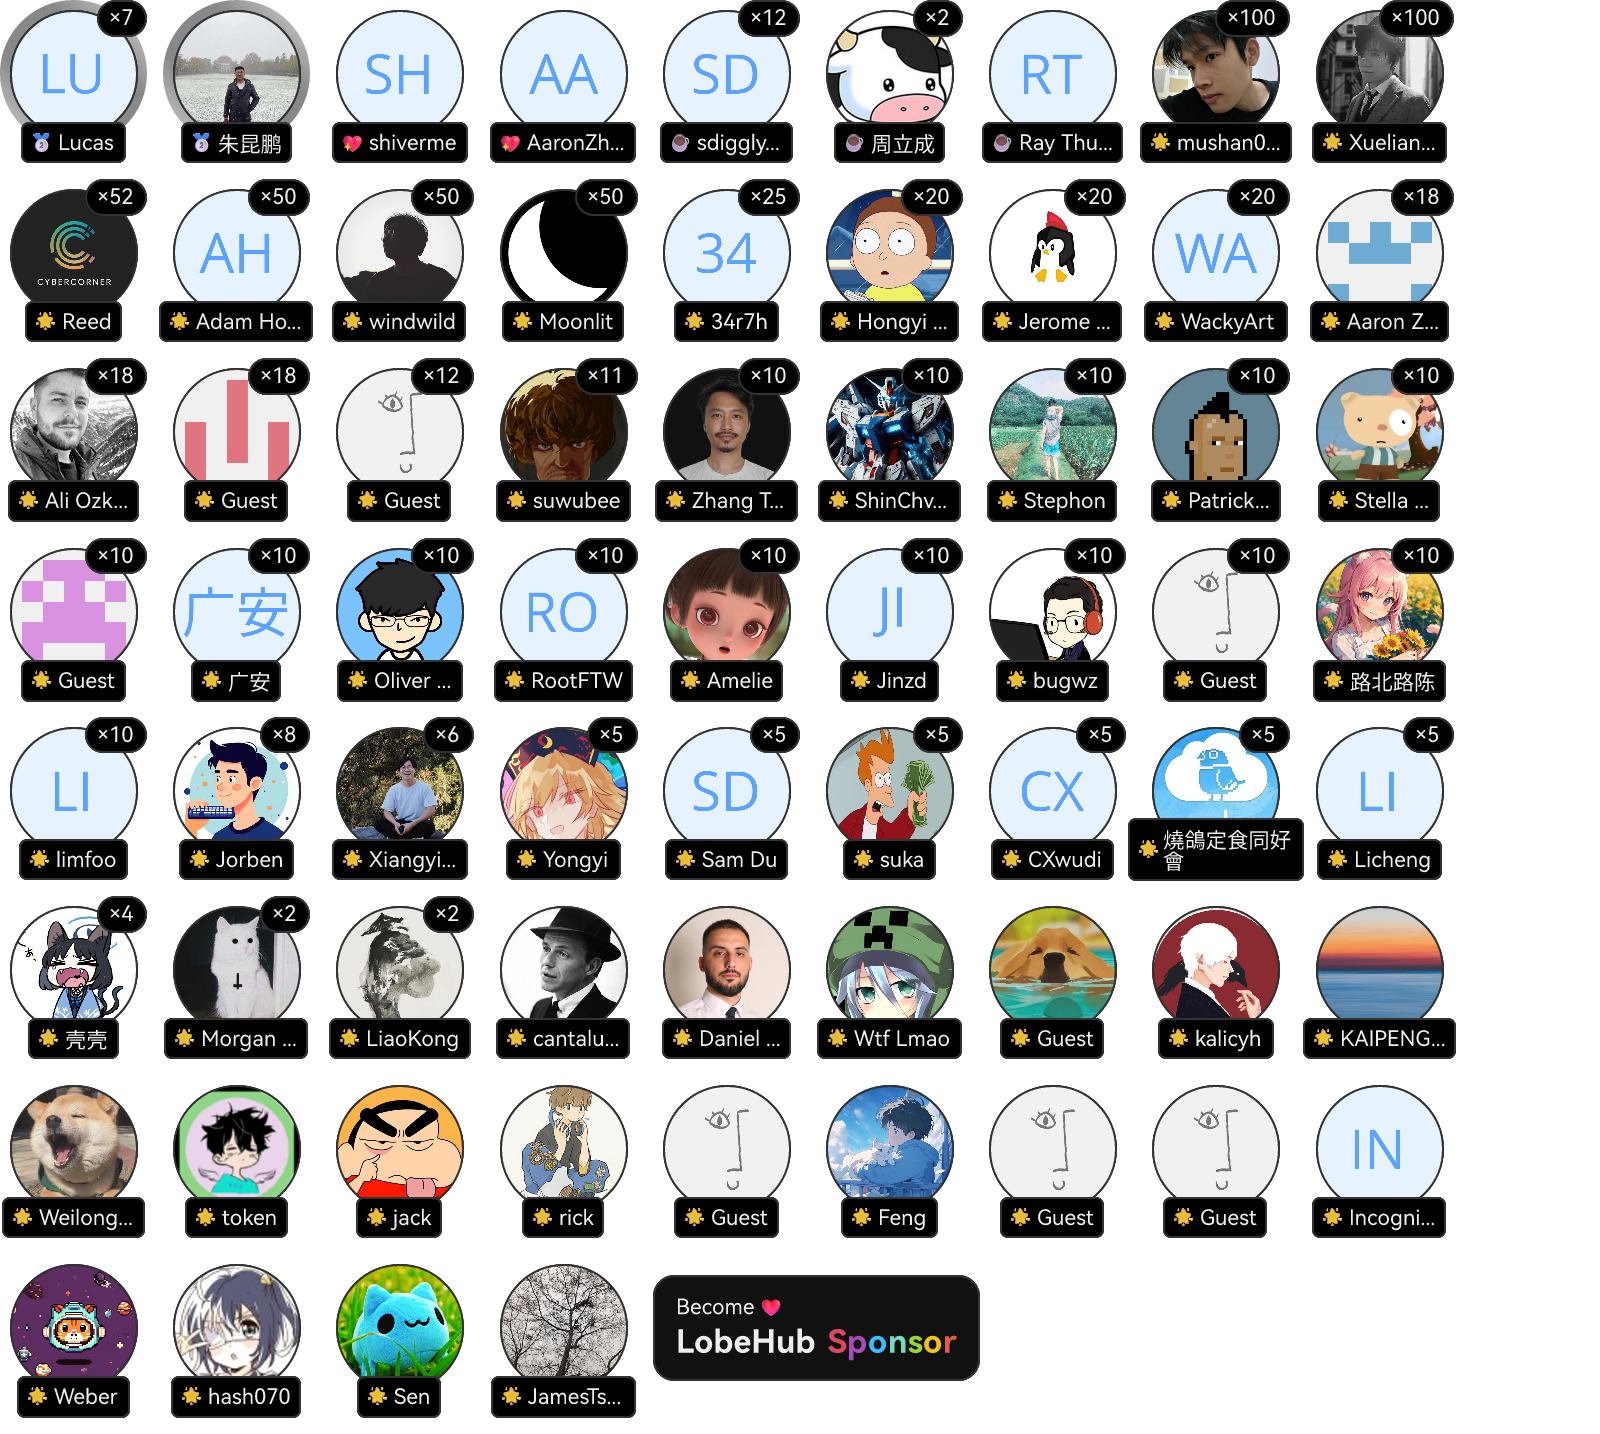 ×7 ×12 ×2 ×100 ×100
LU SH AA SD RT
Lucas 朱昆鹏 shiverme AaronZh... sdiggly... 周立成 Ray Thu... mushan0... Xuelian...
×52 ×50 ×50 ×50 ×25 ×20 ×20 ×20 ×18
AH 34 WA
CYBERCORNER
Reed Adam Ho... windwild Moonlit 34r7h Hongyi ... Jerome ... WackyArt Aaron Z...
×18 ×18 ×12 ×11 ×10 ×10 ×10 ×10 ×10
Ali Ozk... Guest Guest suwubee Zhang T... ShinChv... Stephon Patrick... Stella ...
×10 ×10 ×10 ×10 ×10 ×10 ×10 ×10 ×10
广安 RO JI
Guest 广安 Oliver ... RootFTW Amelie Jinzd bugwz Guest 路北路陈
×10 ×8 ×6 ×5 ×5 ×5 ×5 ×5 ×5
LI SD CX LI
limfoo Jorben Xiangyi... Yongyi Sam Du suka CXwudi 燒鴿定食同好
會 Licheng
×4 ×2 ×2
壳壳 Morgan ... LiaoKong cantalu... Daniel ... Wtf Lmao Guest kalicyh KAIPENG...
IN
Weilong... token jack rick Guest Feng Guest Guest Incogni...
Weber hash070 Sen JamesTs...
Become
LobeHub Sponsor